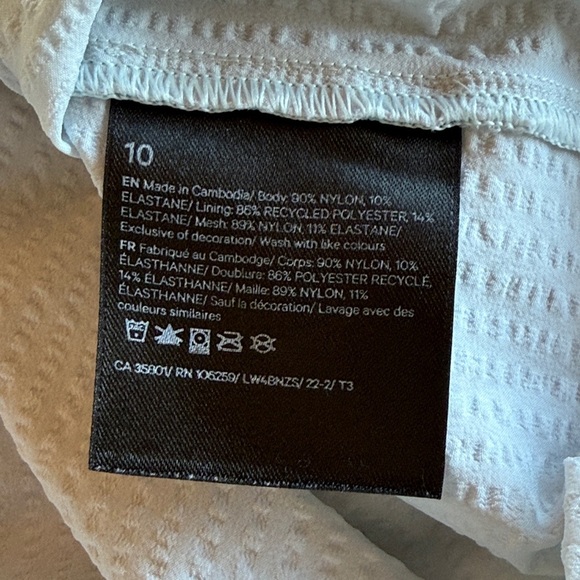 10
EN Made in Cambodia/ Body: 90% NYLON, 10%
ELASTANE/ Lining: 86% RECYCLED POLYESTER, 14%
ELASTANE/ Mesh: 89% NYLON, 11% ELASTANE/
Exclusive of decoration/ Wash with like colours
FR Fabriqué au Cambodge/ Corps: 90% NYLON, 10%
ÉLASTHANNE/ Doublure: 86% POLYESTER RECYCLÉ,
14% ÉLASTHANNE/ Maille: 89% NYLON, 11%
ÉLASTHANNE/ Sauf la décoration/ Lavage avec des
couleurs similaires
CA 35801/ RN 106259/ LW4BNZS/ 22-2/ T3